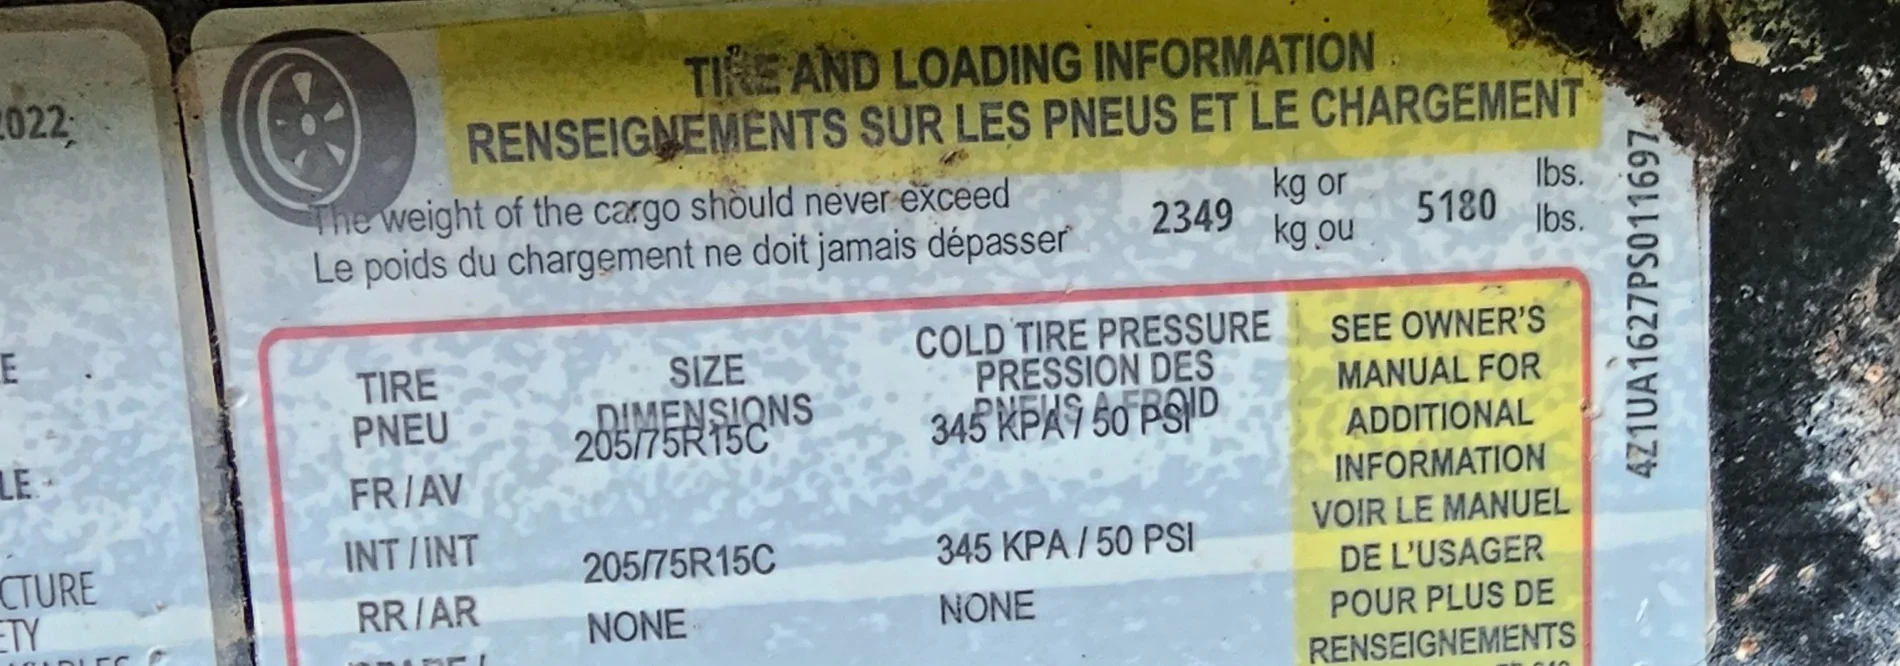 2022
TIRE AND LOADING INFORMATION
RENSEIGNEMENTS SUR LES PNEUS ET LE CHARGEMENT
The weight of the cargo should never exceed 2349 kg or 5180 lbs.
Le poids du chargement ne doit jamais dépasser kg ou lbs.
4Z1UA1627PS011697
TIRE
PNEU
SIZE
DIMENSIONS
COLD TIRE PRESSURE
PRESSION DES
PNEUS A FROID
205/75R15C 345 KPA / 50 PSI
FR / AV
INT / INT 205/75R15C 345 KPA / 50 PSI
RR / AR NONE NONE
SEE OWNER'S
MANUAL FOR
ADDITIONAL
INFORMATION
VOIR LE MANUEL
DE L'USAGER
POUR PLUS DE
RENSEIGNEMENTS
E
LE
CTURE
ETY